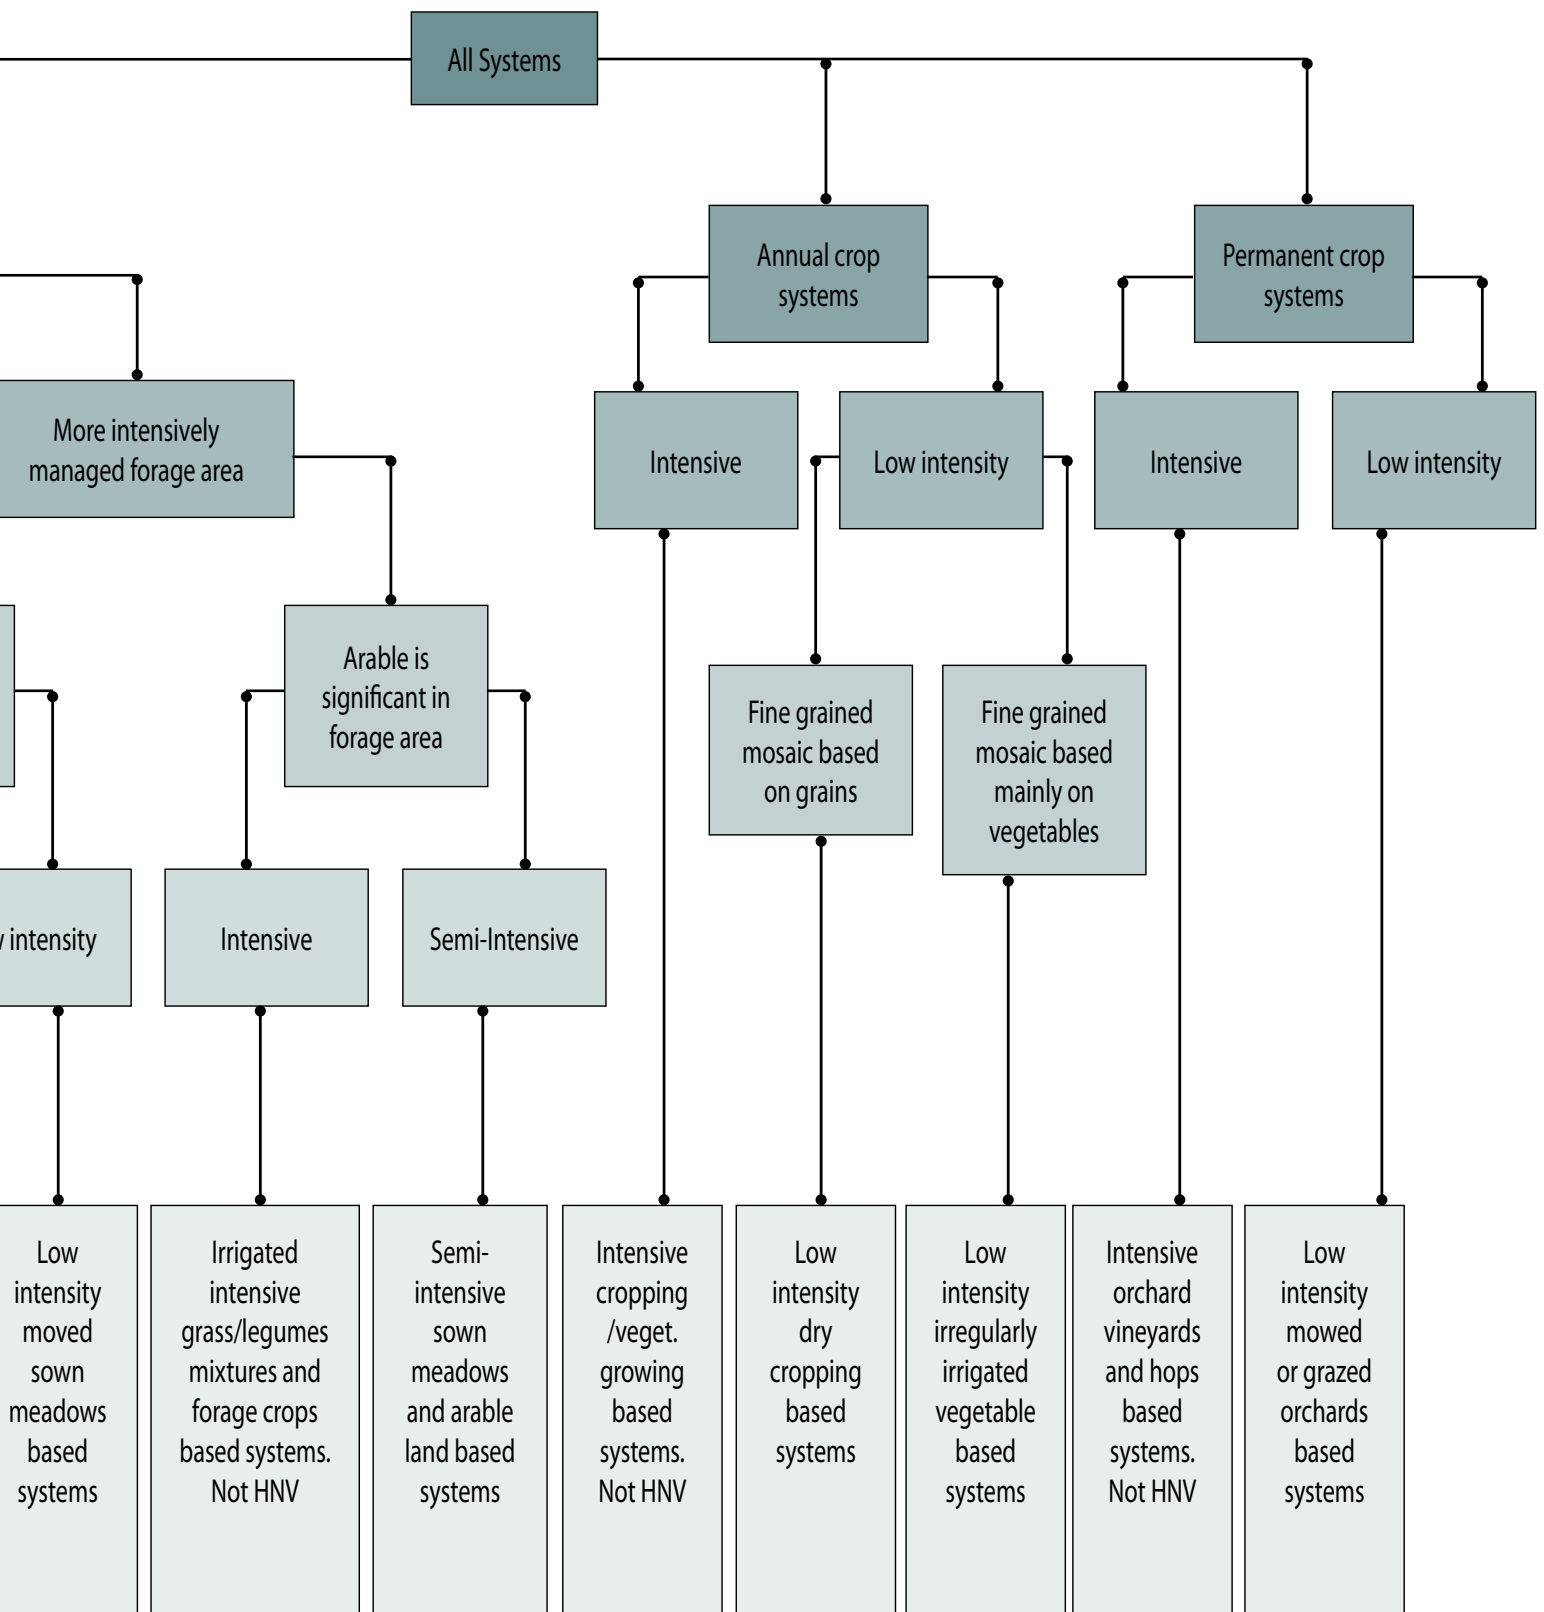 All Systems
Annual crop
systems
Permanent crop
systems
More intensively
managed forage area
Intensive
Low intensity
Intensive
Low intensity
Arable is
significant in
forage area
Fine grained
mosaic based
on grains
Fine grained
mosaic based
mainly on
vegetables
intensity
Intensive
Semi-Intensive
Low
intensity
moved
sown
meadows
based
systems
Irrigated
intensive
grass/legumes
mixtures and
forage crops
based systems.
Not HNV
Semi-
intensive
sown
meadows
and arable
land based
systems
Intensive
cropping
/veget.
growing
based
systems.
Not HNV
Low
intensity
dry
cropping
based
systems
Low
intensity
irregularly
irrigated
vegetable
based
systems
Intensive
orchard
vineyards
and hops
based
systems.
Not HNV
Low
intensity
mowed
or grazed
orchards
based
systems